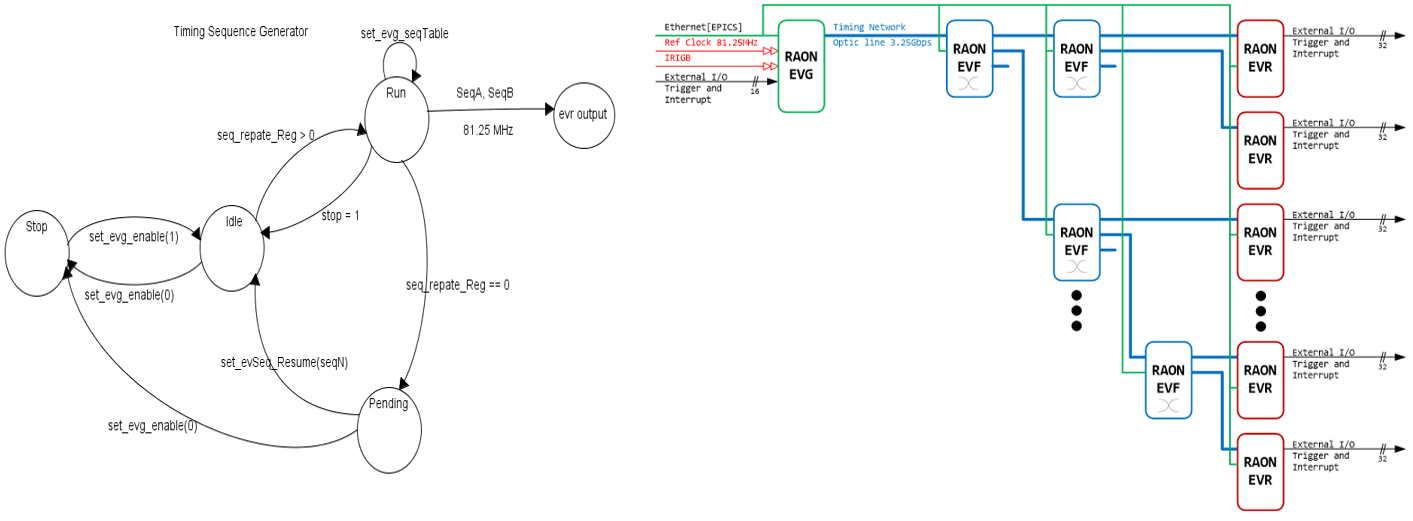 Timing Sequence Generator
set_evg_seqTable
Run
SeqA, SeqB
81.25 MHz
evr output
seq_repate_Reg > 0
stop = 1
Idle
Stop
set_evg_enable(1)
set_evg_enable(0)
seq_repate_Reg == 0
set_evSeq_Resume(seqN)
Pending
set_evg_enable(0)
Ethernet[EPICS]
Ref Clock 81.25MHz
IRIGB
External I/O
Trigger and
Interrupt
16
RAON
EVG
Timing Network
Optic line 3.25Gbps
RAON
EVF
RAON
EVF
RAON
EVR
External I/O
Trigger and
Interrupt
32
RAON
EVR
External I/O
Trigger and
Interrupt
32
RAON
EVF
RAON
EVR
External I/O
Trigger and
Interrupt
32
RAON
EVF
RAON
EVR
External I/O
Trigger and
Interrupt
32
RAON
EVR
External I/O
Trigger and
Interrupt
32